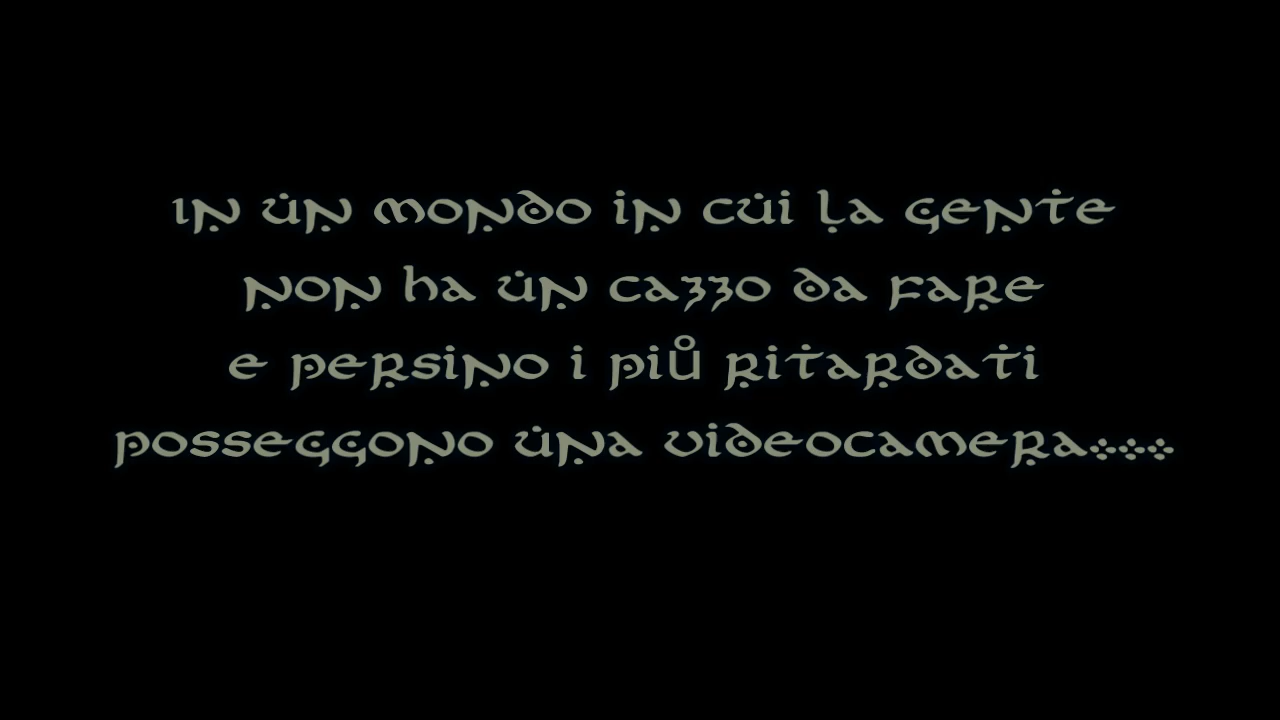 In un mondo in cui la gente
non ha un cazzo da fare
e persino i più ritardati
posseggono una videocamera...